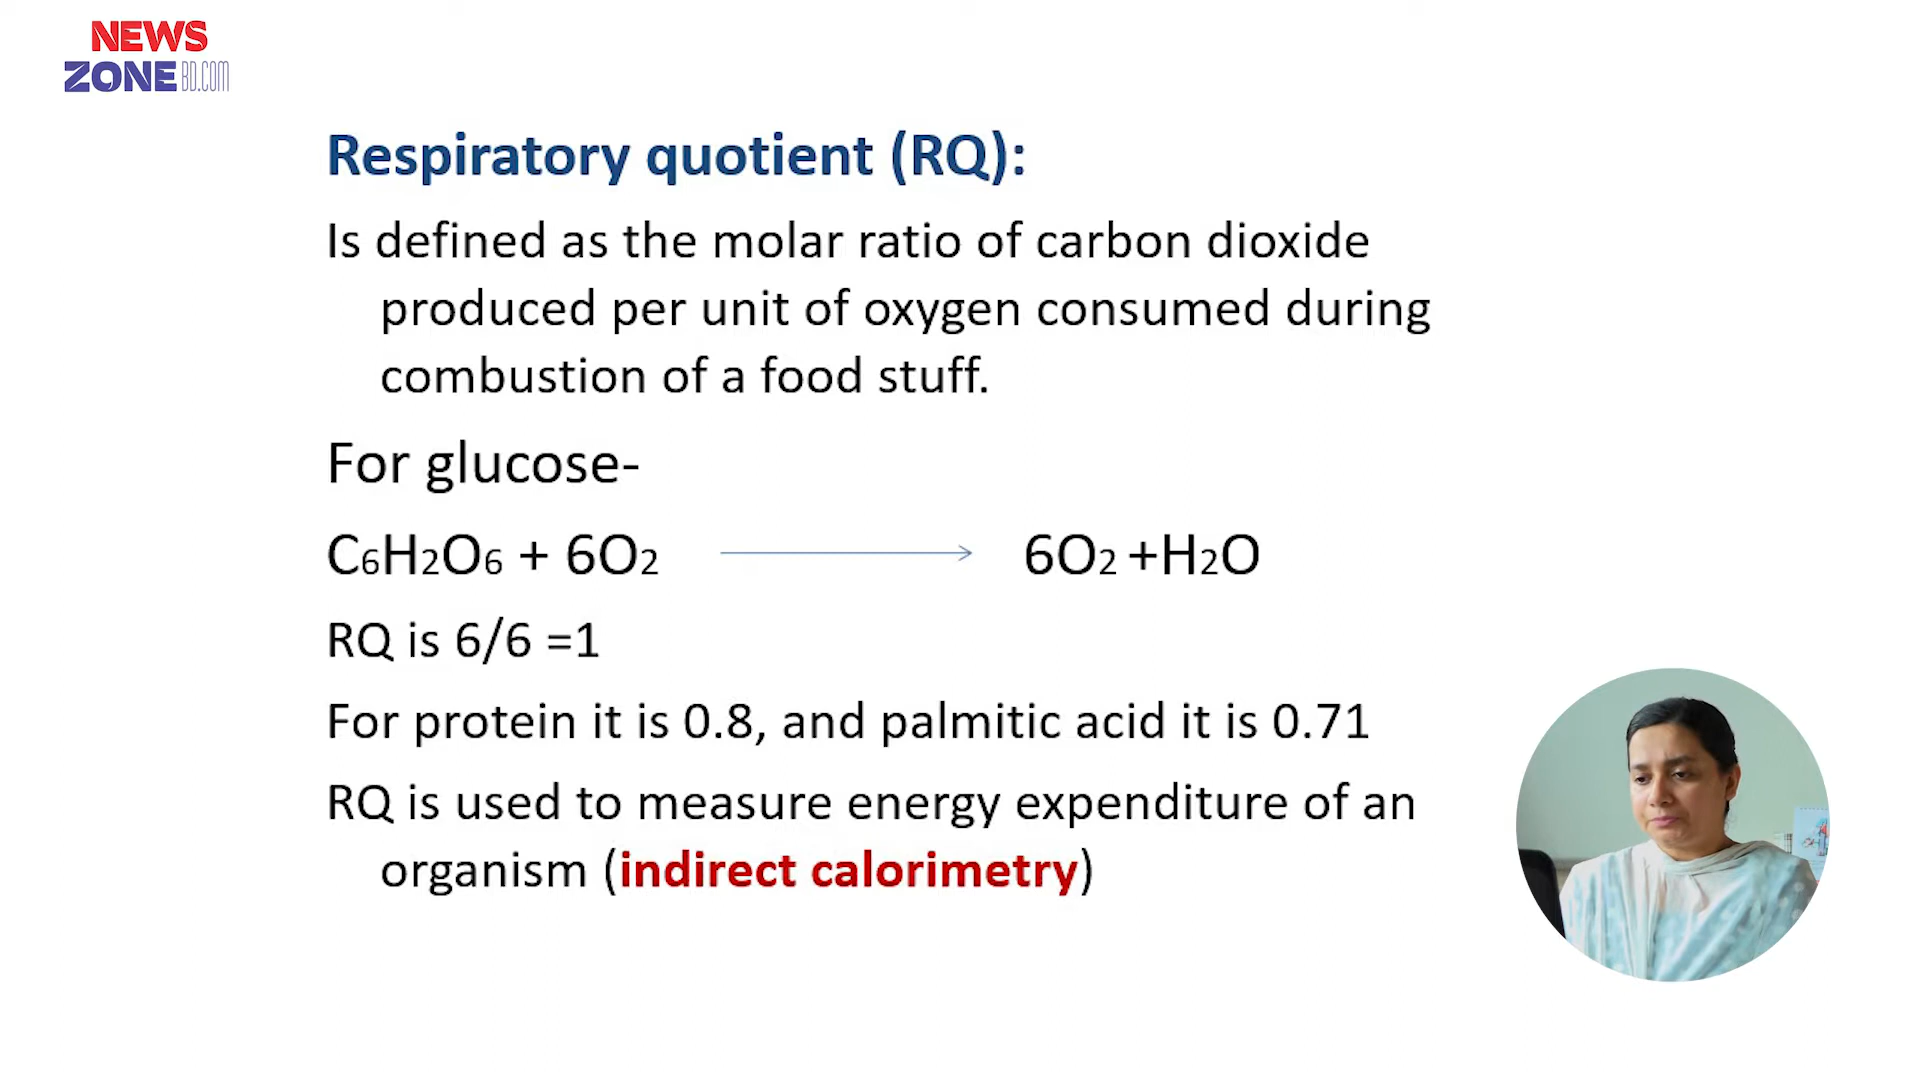 NEWS
ZONE BD.COM
Respiratory quotient (RQ):
Is defined as the molar ratio of carbon dioxide
produced per unit of oxygen consumed during
combustion of a food stuff.
For glucose-
C6H2O6 + 6O2 → 6O2 +H2O
RQ is 6/6 =1
For protein it is 0.8, and palmitic acid it is 0.71
RQ is used to measure energy expenditure of an
organism (indirect calorimetry)